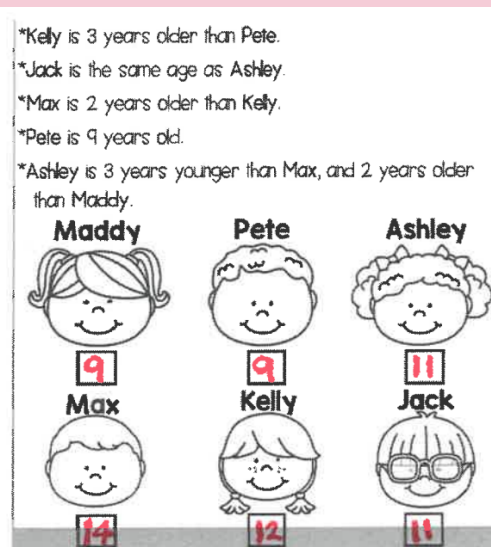 *Kelly is 3 years older than Pete.
*Jack is the same age as Ashley.
*Max is 2 years older than Kelly.
*Pete is 9 years old.
*Ashley is 3 years younger than Max, and 2 years older
than Maddy.
Maddy Pete Ashley
9 9 11
Max Kelly Jack
14 12 11